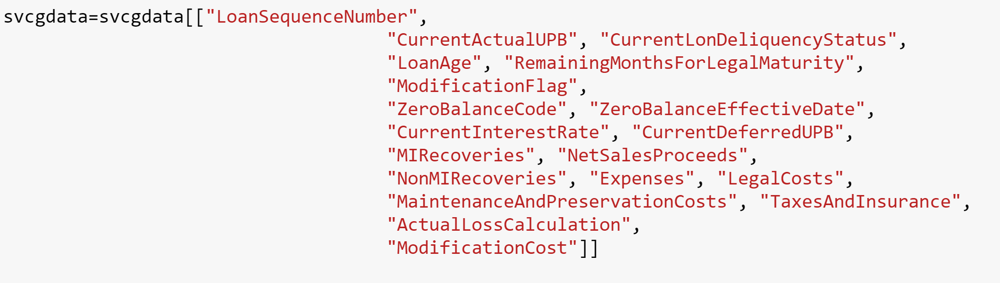 svcgdata=svcgdata[["LoanSequenceNumber",
"CurrentActualUPB", "CurrentLonDeliquencyStatus",
"LoanAge", "RemainingMonthsForLegalMaturity",
"ModificationFlag",
"ZeroBalanceCode", "ZeroBalanceEffectiveDate",
"CurrentInterestRate", "CurrentDeferredUPB",
"MIRecoveries", "NetSalesProceeds",
"NonMIRecoveries", "Expenses", "LegalCosts",
"MaintenanceAndPreservationCosts", "TaxesAndInsurance",
"ActualLossCalculation",
"ModificationCost"]]